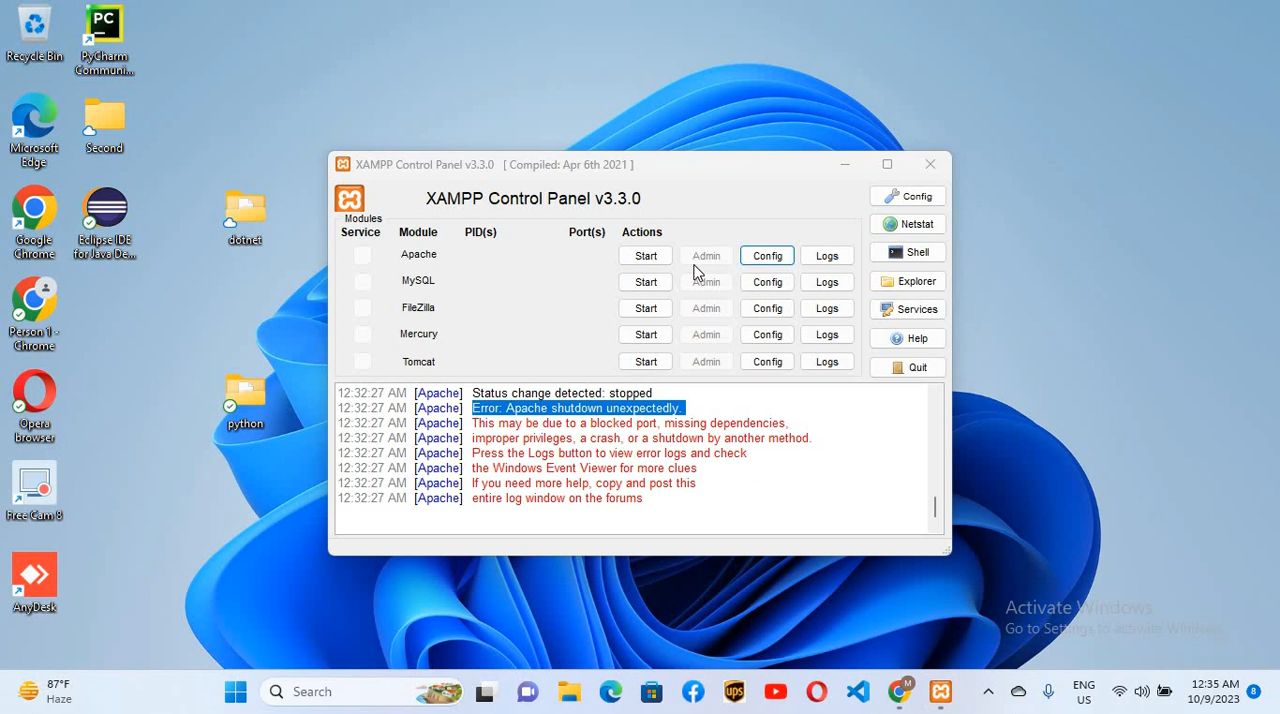 Recycle Bin
PC
PyCharm
Communi...
Microsoft
Edge
Second
Google
Chrome
Eclipse IDE
for Java De...
dotnet
Person 1 -
Chrome
Opera
browser
python
Free Cam 8
AnyDesk
XAMPP Control Panel v3.3.0 [ Compiled: Apr 6th 2021 ]
XAMPP Control Panel v3.3.0
Config
Modules
Service Module PID(s) Port(s) Actions
Netstat
Apache Start Admin Config Logs
Shell
MySQL Start Admin Config Logs
Explorer
FileZilla Start Admin Config Logs
Services
Mercury Start Admin Config Logs
Help
Tomcat Start Admin Config Logs
Quit
12:32:27 AM [Apache] Status change detected: stopped
12:32:27 AM [Apache] Error: Apache shutdown unexpectedly.
12:32:27 AM [Apache] This may be due to a blocked port, missing dependencies,
12:32:27 AM [Apache] improper privileges, a crash, or a shutdown by another method.
12:32:27 AM [Apache] Press the Logs button to view error logs and check
12:32:27 AM [Apache] the Windows Event Viewer for more clues
12:32:27 AM [Apache] If you need more help, copy and post this
12:32:27 AM [Apache] entire log window on the forums
Activate Windows
Go to Settings to activate Windows.
87°F
Haze
Search
ups
M
ENG
US
12:35 AM
10/9/2023
8